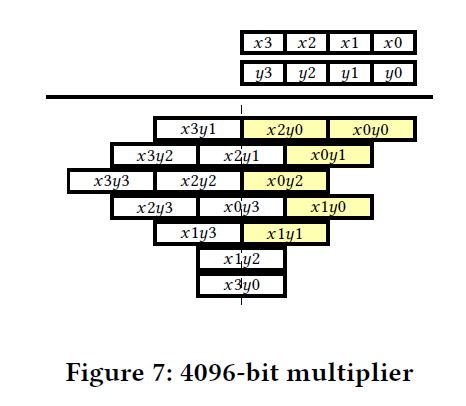 x3 x2 x1 x0
y3 y2 y1 y0
x3y1 x2y0 x0y0
x3y2 x2y1 x0y1
x3y3 x2y2 x0y2
x2y3 x0y3 x1y0
x1y3 x1y1
x1y2
x3y0
Figure 7: 4096-bit multiplier